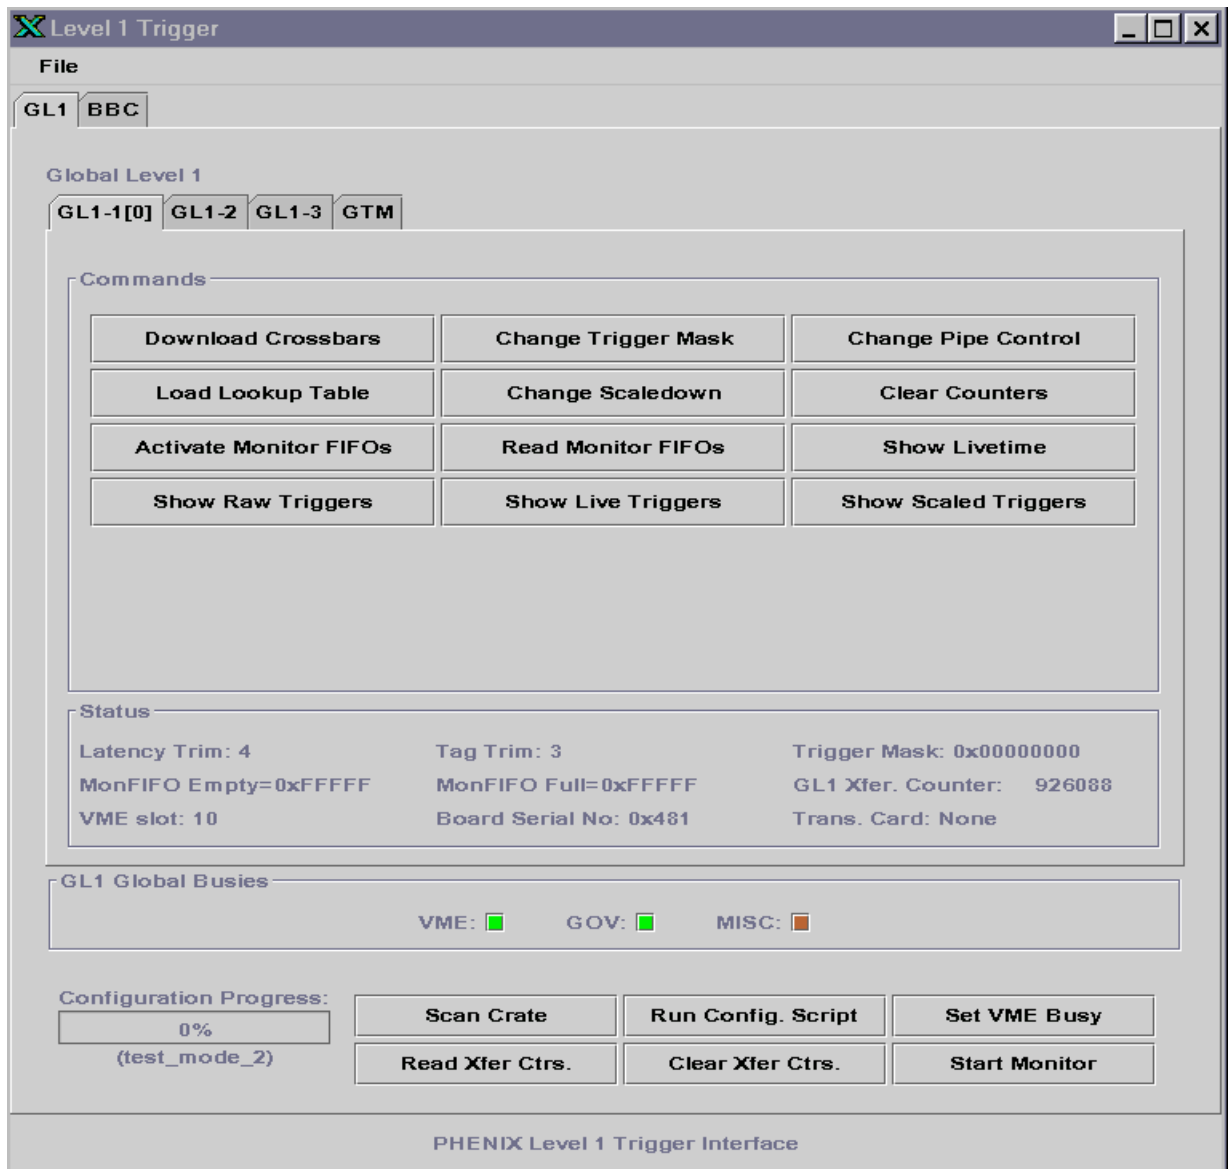 Level 1 Trigger
File
GL1 BBC
Global Level 1
GL1-1[0] GL1-2 GL1-3 GTM
Commands
Download Crossbars Change Trigger Mask Change Pipe Control
Load Lookup Table Change Scaledown Clear Counters
Activate Monitor FIFOs Read Monitor FIFOs Show Livetime
Show Raw Triggers Show Live Triggers Show Scaled Triggers
Status
Latency Trim: 4 Tag Trim: 3 Trigger Mask: 0x00000000
MonFIFO Empty=0xFFFFF MonFIFO Full=0xFFFFF GL1 Xfer. Counter: 926088
VME slot: 10 Board Serial No: 0x481 Trans. Card: None
GL1 Global Busies
VME: GOV: MISC:
Configuration Progress:
0%
(test_mode_2)
Scan Crate Run Config. Script Set VME Busy
Read Xfer Ctrs. Clear Xfer Ctrs. Start Monitor
PHENIX Level 1 Trigger Interface